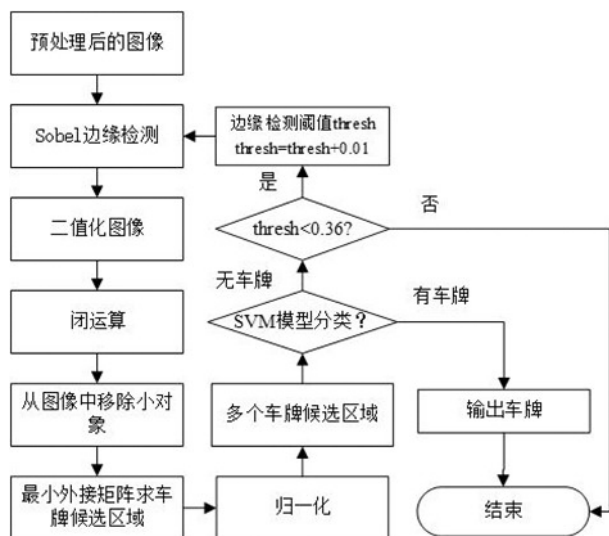 预处理后的图像
Sobel边缘检测
二值化图像
闭运算
从图像中移除小对
象
最小外接矩阵求车
牌候选区域
归一化
多个车牌候选区域
SVM模型分类？
无车牌
有车牌
thresh<0.36?
是
否
边缘检测阈值thresh
thresh=thresh+0.01
输出车牌
结束